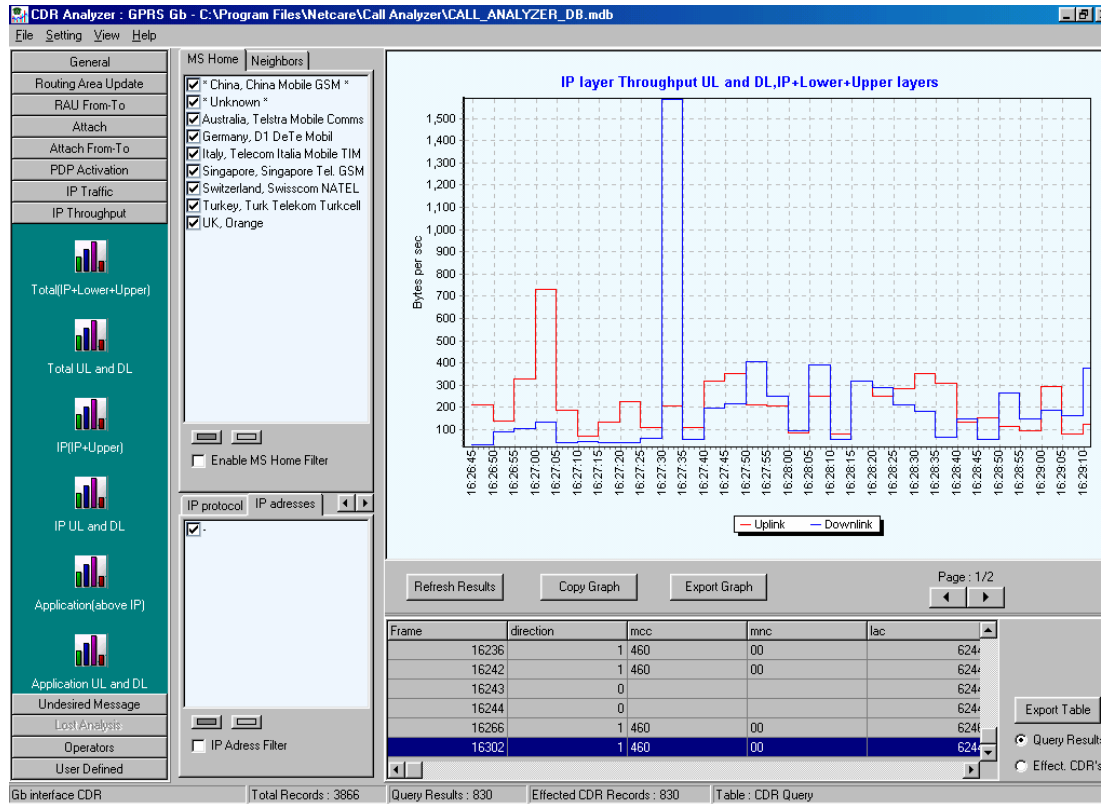 CDR Analyzer : GPRS Gb - C:\Program Files\Netcare\Call Analyzer\CALL_ANALYZER_DB.mdb
File Setting View Help
General
Routing Area Update
RAU From-To
Attach
Attach From-To
PDP Activation
IP Traffic
IP Throughput
Total(IP+Lower+Upper)
Total UL and DL
IP(IP+Upper)
IP UL and DL
Application(above IP)
Application UL and DL
Undesired Message
Lost Analysis
Operators
User Defined
MS Home Neighbors
* China, China Mobile GSM *
* Unknown *
Australia, Telstra Mobile Comms
Germany, D1 DeTe Mobil
Italy, Telecom Italia Mobile TIM
Singapore, Singapore Tel. GSM
Switzerland, Swisscom NATEL
Turkey, Turk Telekom Turkcell
UK, Orange
Enable MS Home Filter
IP protocol IP adresses
-
IP Adress Filter
IP layer Throughput UL and DL,IP+Lower+Upper layers
Bytes per sec
1,500
1,400
1,300
1,200
1,100
1,000
900
800
700
600
500
400
300
200
100
16:26:45
16:26:50
16:26:55
16:27:00
16:27:05
16:27:10
16:27:15
16:27:20
16:27:25
16:27:30
16:27:35
16:27:40
16:27:45
16:27:50
16:27:55
16:28:00
16:28:05
16:28:10
16:28:15
16:28:20
16:28:25
16:28:30
16:28:35
16:28:40
16:28:45
16:28:50
16:28:55
16:29:00
16:29:05
16:29:10
Uplink Downlink
Refresh Results Copy Graph Export Graph Page : 1/2
Frame direction mcc mnc lac
16236 1 460 00 6244
16242 1 460 00 6244
16243 0 6244
16244 0 6244
16266 1 460 00 6246
16302 1 460 00 6244
Export Table
Query Results
Effect. CDR's
Gb interface CDR Total Records : 3866 Query Results : 830 Effected CDR Records : 830 Table : CDR Query